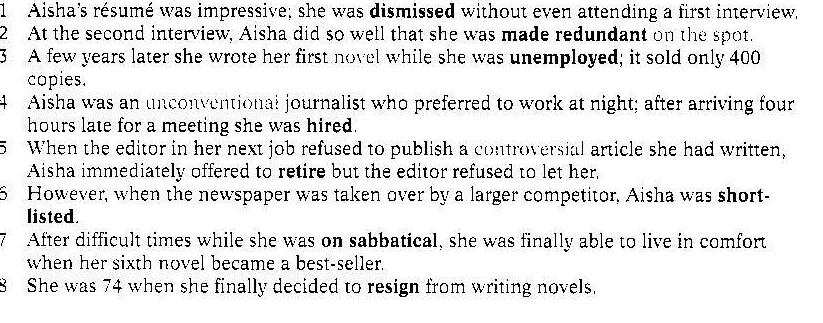 1 Aisha's résumé was impressive; she was dismissed without even attending a first interview.
2 At the second interview, Aisha did so well that she was made redundant on the spot.
3 A few years later she wrote her first novel while she was unemployed; it sold only 400
copies.
4 Aisha was an unconventional journalist who preferred to work at night; after arriving four
hours late for a meeting she was hired.
5 When the editor in her next job refused to publish a controversial article she had written,
Aisha immediately offered to retire but the editor refused to let her.
6 However, when the newspaper was taken over by a larger competitor, Aisha was short-
listed.
7 After difficult times while she was on sabbatical, she was finally able to live in comfort
when her sixth novel became a best-seller.
8 She was 74 when she finally decided to resign from writing novels.